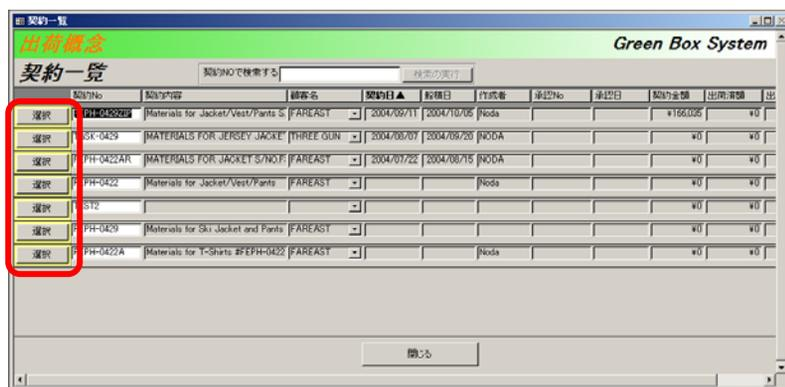 契約一覧
出荷概念 Green Box System
契約一覧 契約NOで検索する 検索の実行
契約No 契約内容 顧客名 契約日▲ 船積日 作成者 承認No 承認日 契約金額 出荷済額 出
選択 Materials for Jacket/Vest/Pants S FAREAST 2004/09/11 2004/10/05 Noda ¥166,035 ¥0
選択 SK-0429 MATERIALS FOR JERSEY JACKET THREE GUN 2004/08/07 2004/09/20 NODA ¥0 ¥0
選択 FEPH-0422AR MATERIALS FOR JACKET S/NO.F FAREAST 2004/07/22 2004/08/15 NODA ¥0 ¥0
選択 FEPH-0422 Materials for Jacket/Vest/Pants FAREAST Noda ¥0 ¥0
選択 TEST2 ¥0 ¥0
選択 FEPH-0429 Materials for Ski Jacket and Pants FAREAST ¥0 ¥0
選択 FEPH-0422A Materials for T-Shirts #FEPH-0422 FAREAST Noda ¥0 ¥0
閉じる